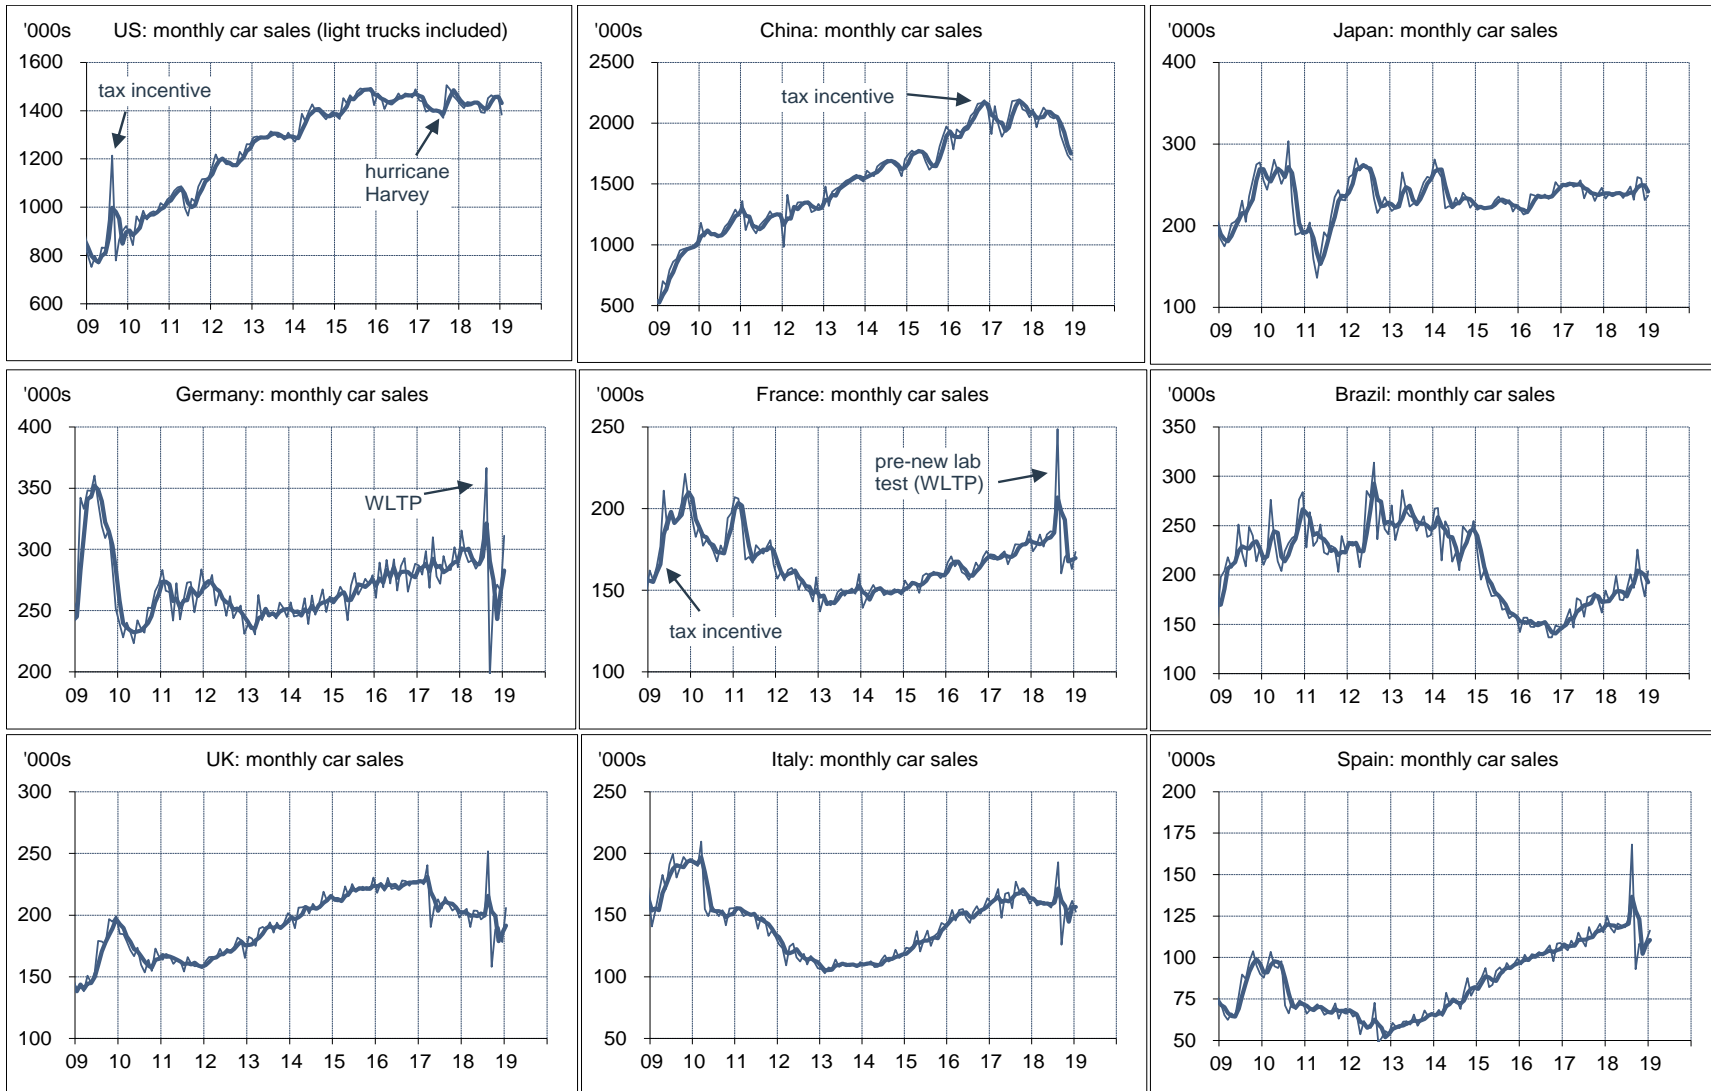 '000s
US: monthly car sales (light trucks included)
1600
1400
1200
1000
800
600
tax incentive
hurricane
Harvey
09 10 11 12 13 14 15 16 17 18 19
'000s
China: monthly car sales
2500
2000
1500
1000
500
tax incentive
09 10 11 12 13 14 15 16 17 18 19
'000s
Japan: monthly car sales
400
300
200
100
09 10 11 12 13 14 15 16 17 18 19
'000s
Germany: monthly car sales
400
350
300
250
200
WLTP
09 10 11 12 13 14 15 16 17 18 19
'000s
France: monthly car sales
250
200
150
100
pre-new lab
test (WLTP)
tax incentive
09 10 11 12 13 14 15 16 17 18 19
'000s
Brazil: monthly car sales
350
300
250
200
150
100
09 10 11 12 13 14 15 16 17 18 19
'000s
UK: monthly car sales
300
250
200
150
100
09 10 11 12 13 14 15 16 17 18 19
'000s
Italy: monthly car sales
250
200
150
100
50
09 10 11 12 13 14 15 16 17 18 19
'000s
Spain: monthly car sales
200
175
150
125
100
75
50
09 10 11 12 13 14 15 16 17 18 19